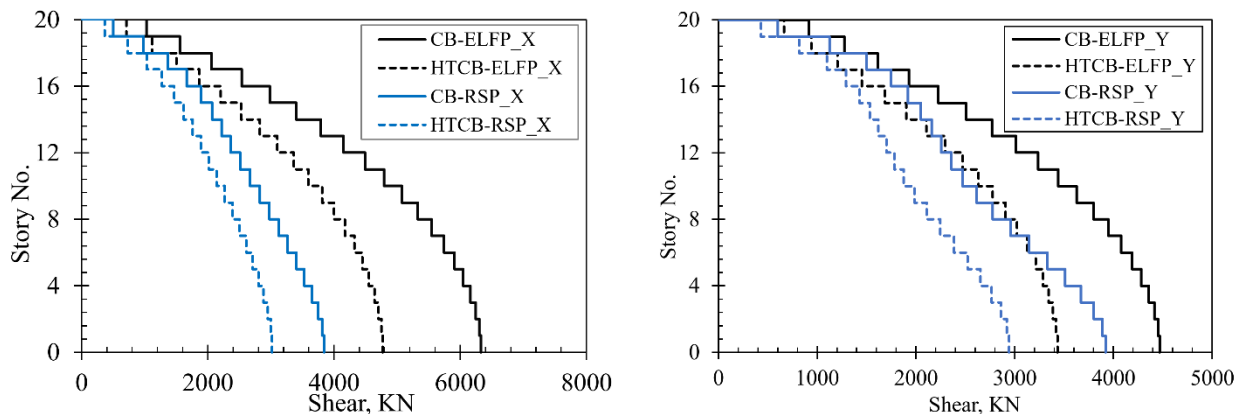 20
16
12
8
4
0
Story No.
0
2000
4000
6000
8000
Shear, KN
CB-ELFP_X
HTCB-ELFP_X
CB-RSP_X
HTCB-RSP_X
20
16
12
8
4
0
Story No.
0
1000
2000
3000
4000
5000
Shear, KN
CB-ELFP_Y
HTCB-ELFP_Y
CB-RSP_Y
HTCB-RSP_Y